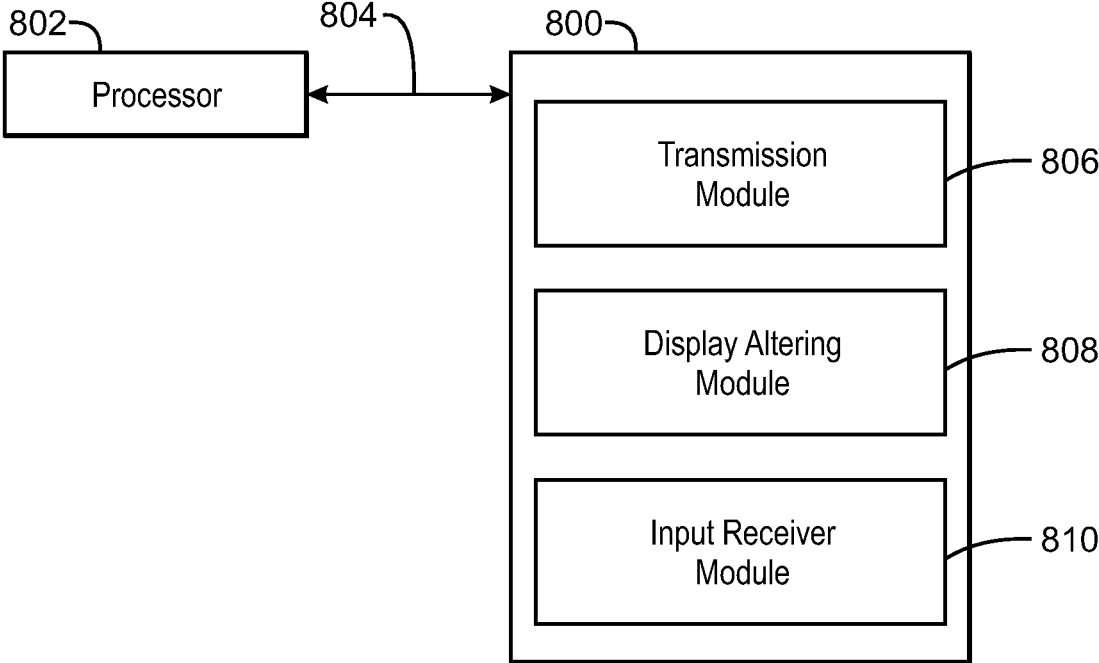 802
804
800
Processor
Transmission
Module
806
Display Altering
Module
808
Input Receiver
Module
810